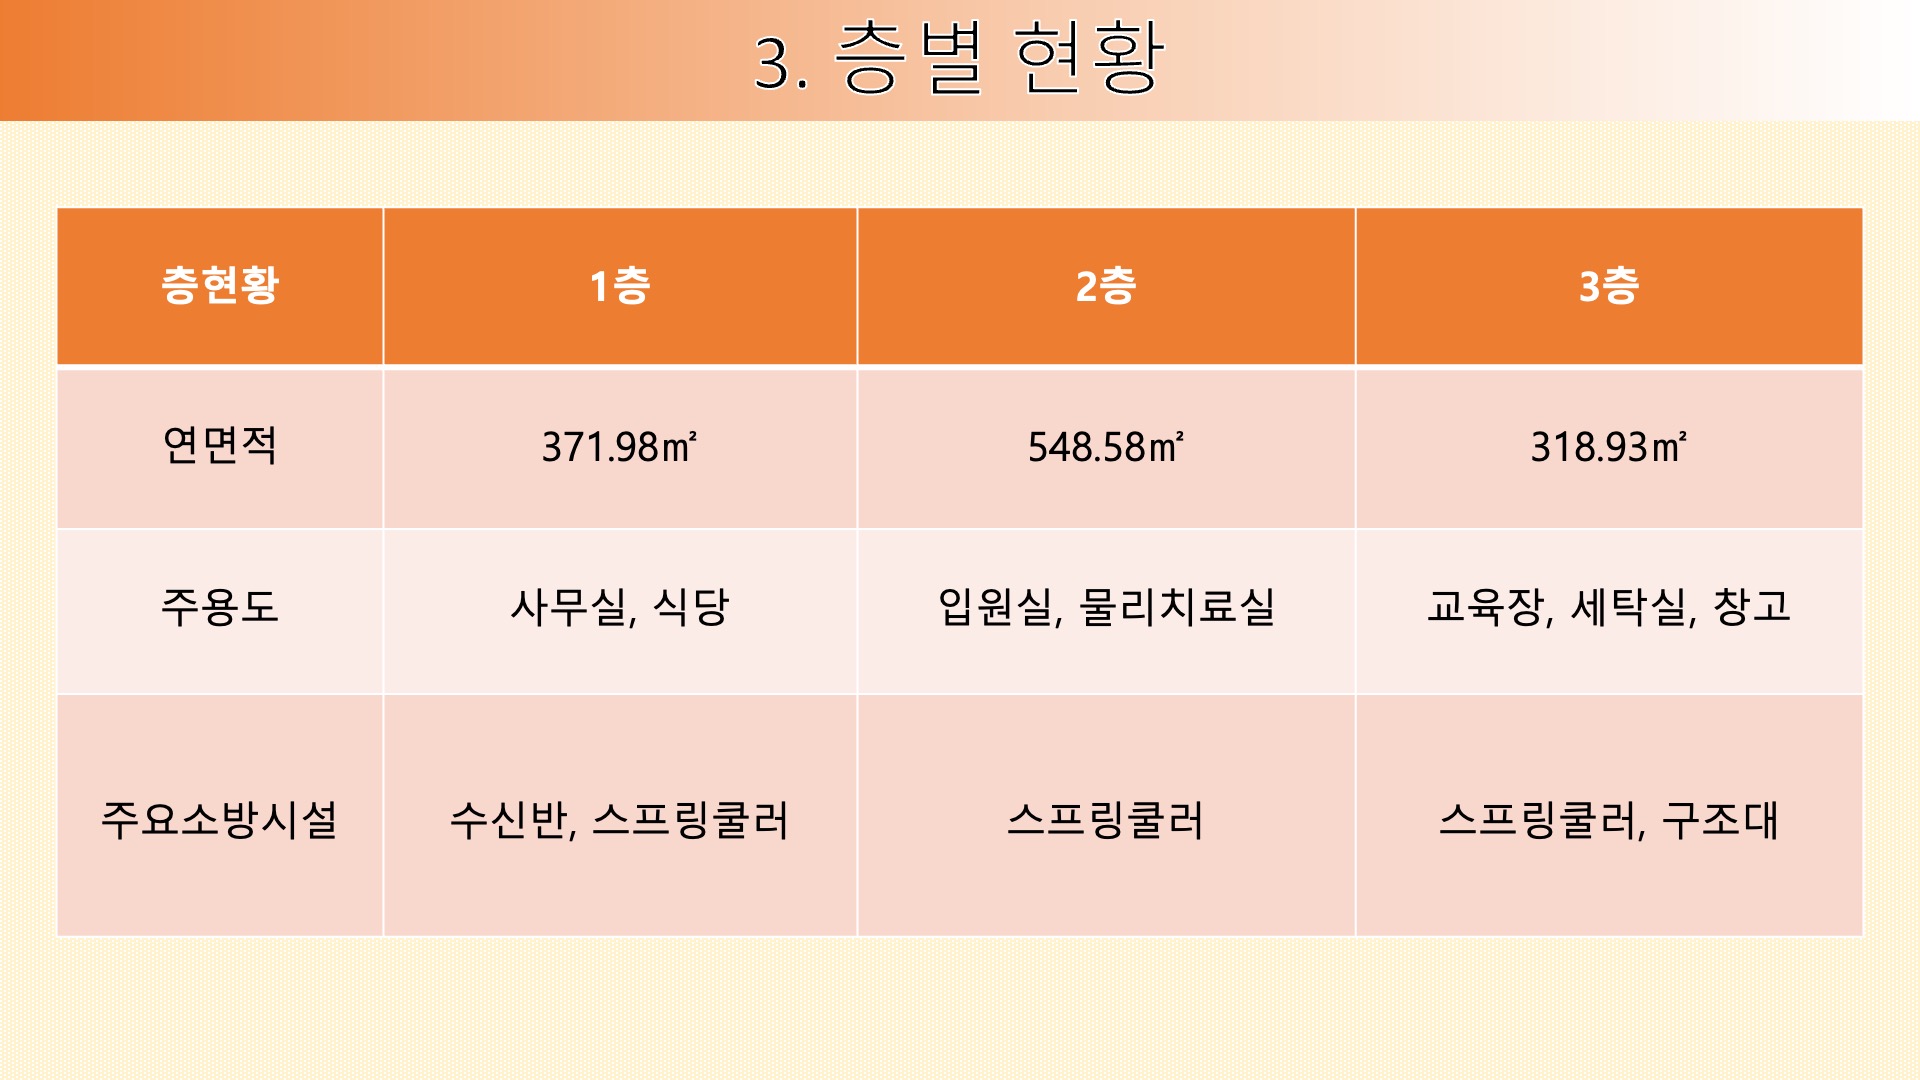 3. 층별 현황
층현황 1층 2층 3층
연면적 371.98㎡ 548.58㎡ 318.93㎡
주용도 사무실, 식당 입원실, 물리치료실 교육장, 세탁실, 창고
주요소방시설 수신반, 스프링쿨러 스프링쿨러 스프링쿨러, 구조대